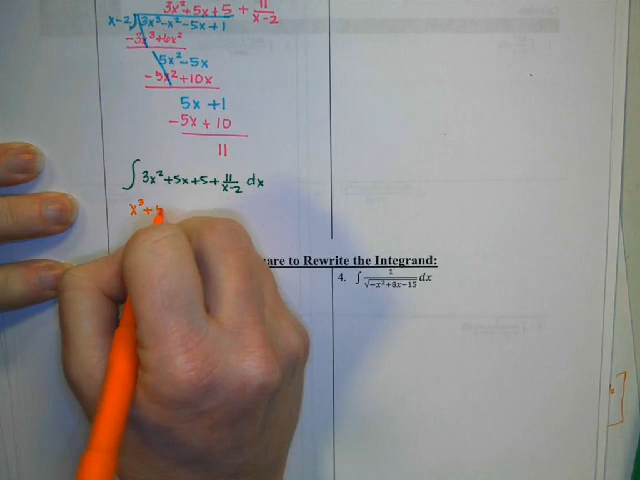 3x² + 5x + 5 + 11/(x-2)
x-2 | 3x³ - x² - 5x + 1
-3x³ + 6x²
5x² - 5x
-5x² + 10x
5x + 1
-5x + 10
11
∫ 3x² + 5x + 5 + 11/(x-2) dx
x³ +
to Rewrite the Integrand:
4. ∫ 1/√(-x²+8x-15) dx